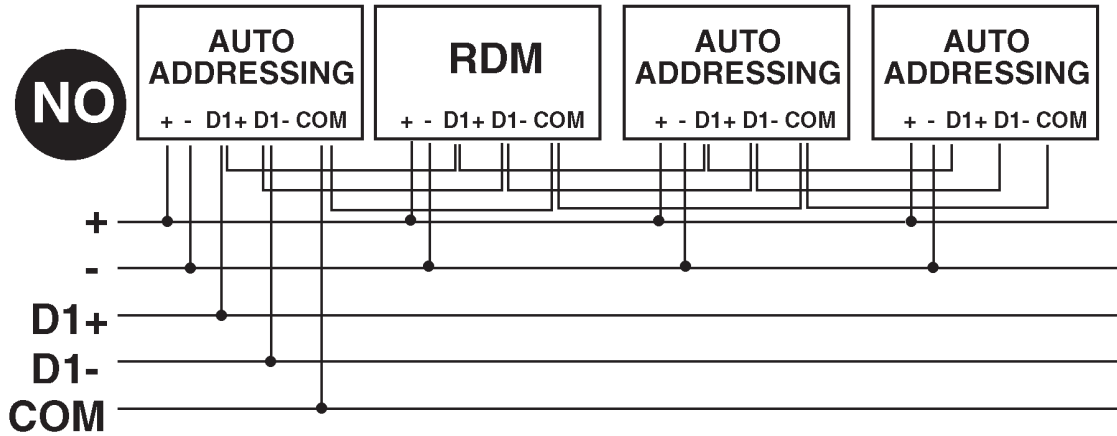 NO
AUTO
ADDRESSING
+ - D1+ D1- COM
RDM
+ - D1+ D1- COM
AUTO
ADDRESSING
+ - D1+ D1- COM
AUTO
ADDRESSING
+ - D1+ D1- COM
+
-
D1+
D1-
COM